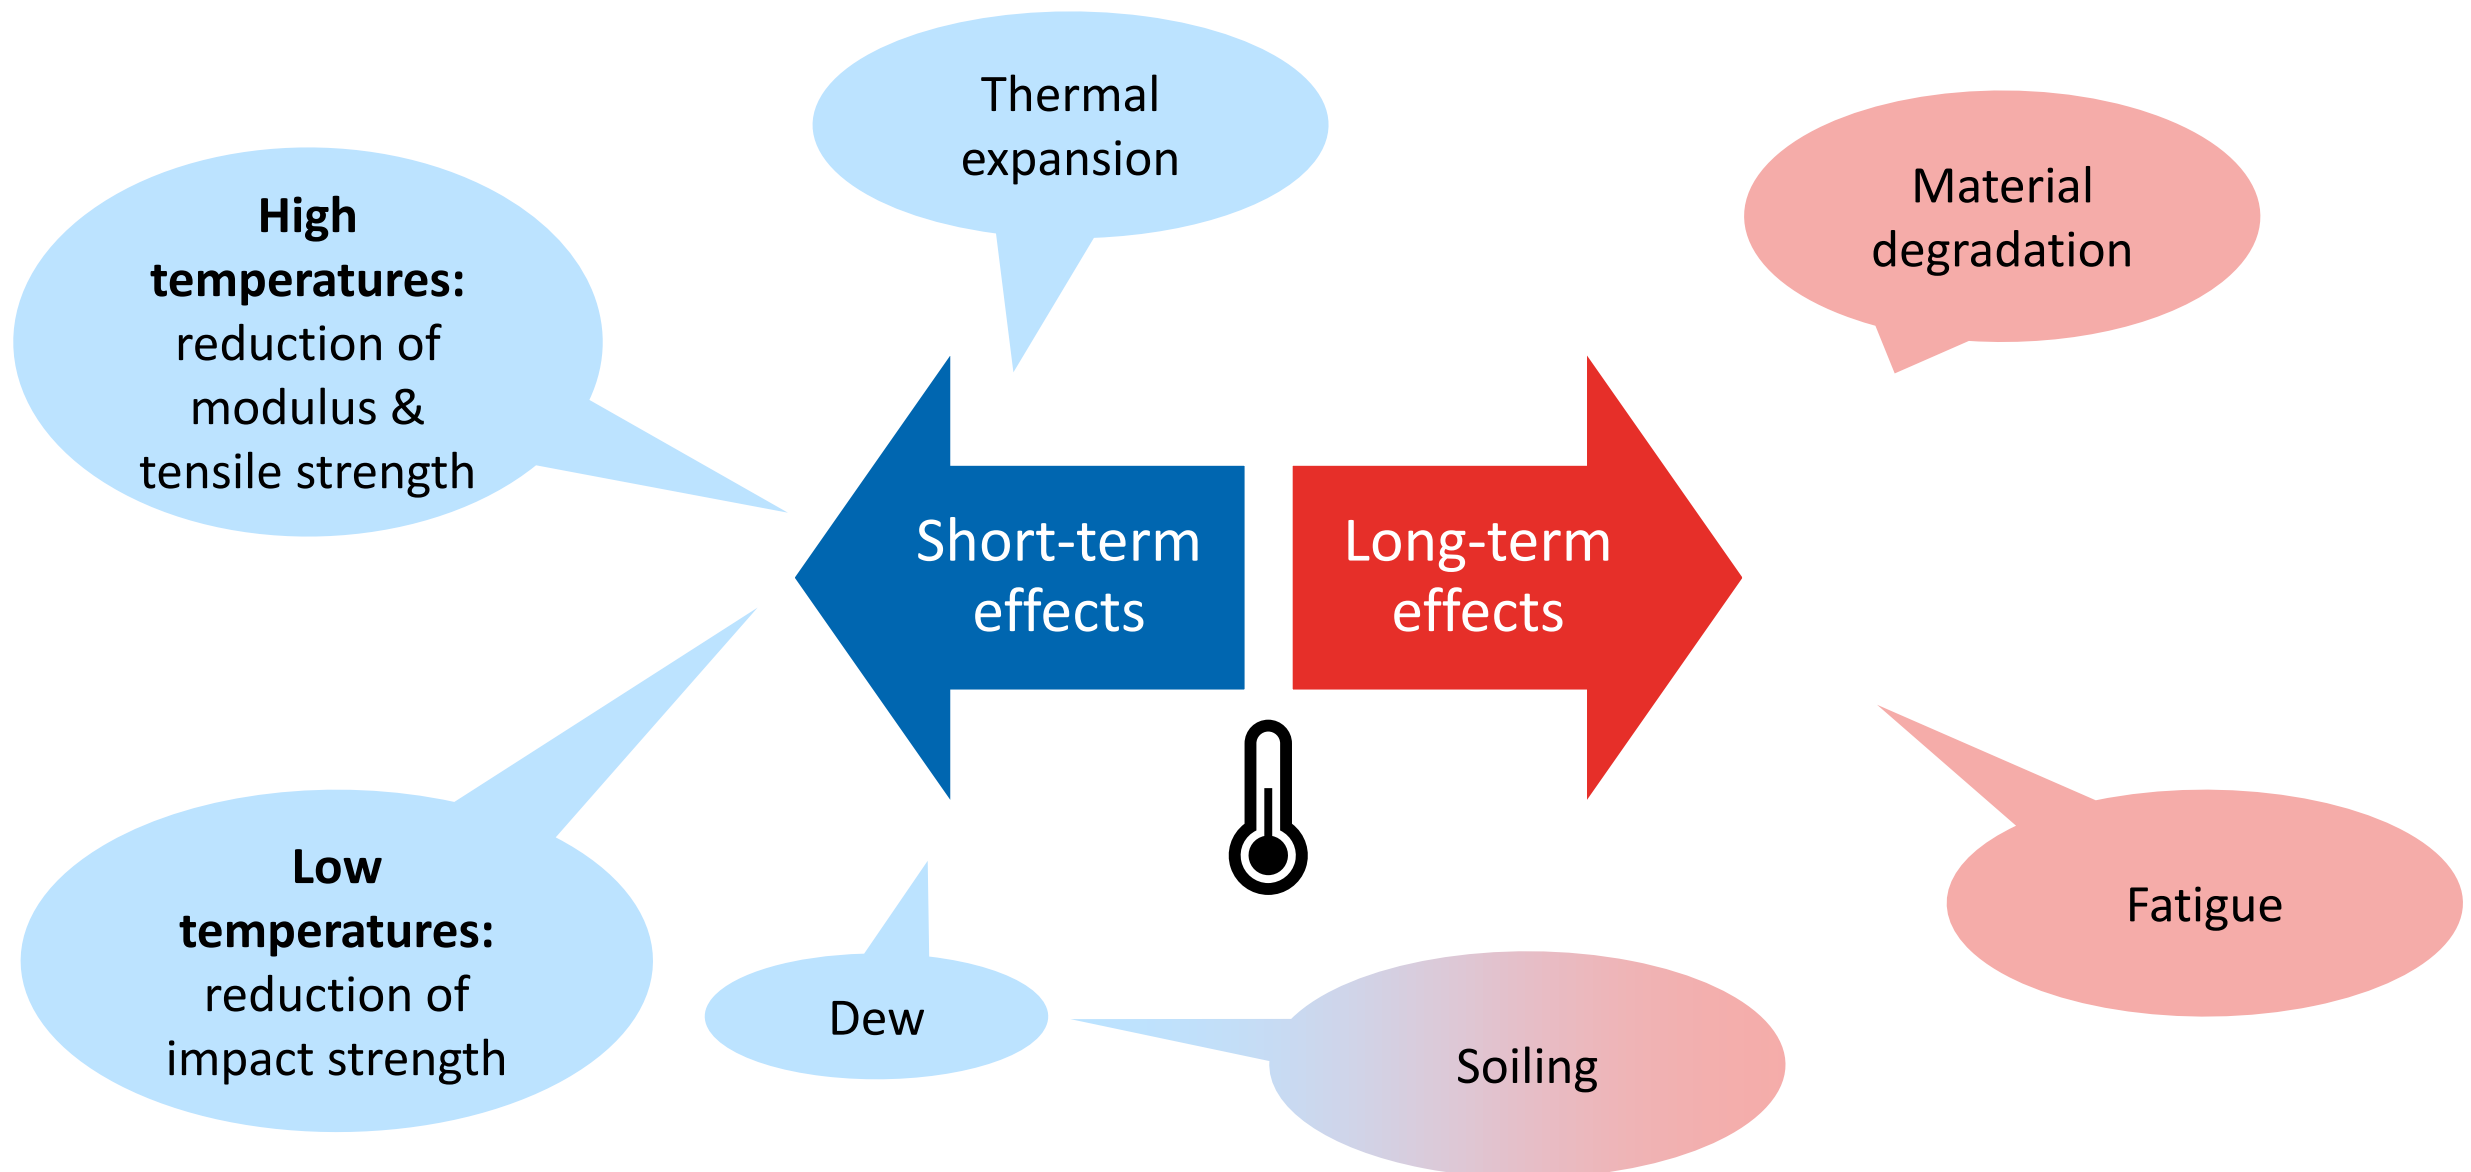 Thermal
expansion
Material
degradation
High
temperatures:
reduction of
modulus &
tensile strength
Short-term
effects
Long-term
effects
Low
temperatures:
reduction of
impact strength
Dew
Soiling
Fatigue